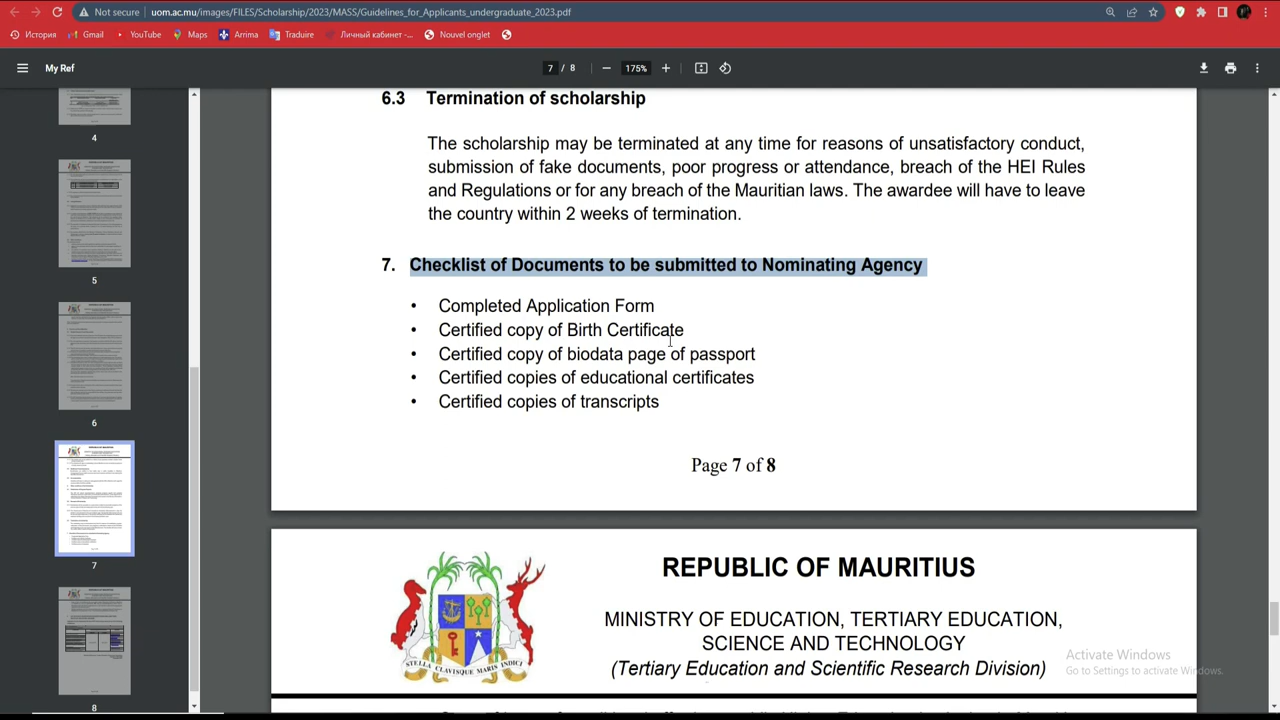 Not secure | uom.ac.mu/images/FILES/Scholarship/2023/MASS/Guidelines_for_Applicants_undergraduate_2023.pdf
История Gmail YouTube Maps Arrima Traduire Личный кабинет -... Nouvel onglet
My Ref 7 / 8 175%
4
5
6
7
8
6.3 Termination of scholarship
The scholarship may be terminated at any time for reasons of unsatisfactory conduct,
submission of fake documents, poor progress or attendance, breach of the HEI Rules
and Regulations or for any breach of the Mauritian laws. The awardee will have to leave
the country within 2 weeks of termination.
7. Checklist of Documents to be submitted to Nominating Agency
• Completed Application Form
• Certified copy of Birth Certificate
• Certified copy of biodata page of passport
• Certified copies of educational certificates
• Certified copies of transcripts
Page 7 of 8
REPUBLIC OF MAURITIUS
MINISTRY OF EDUCATION, TERTIARY EDUCATION,
SCIENCE AND TECHNOLOGY
(Tertiary Education and Scientific Research Division)
STELLA CLAVISQUE MARIS INDICI
Activate Windows
Go to Settings to activate Windows.